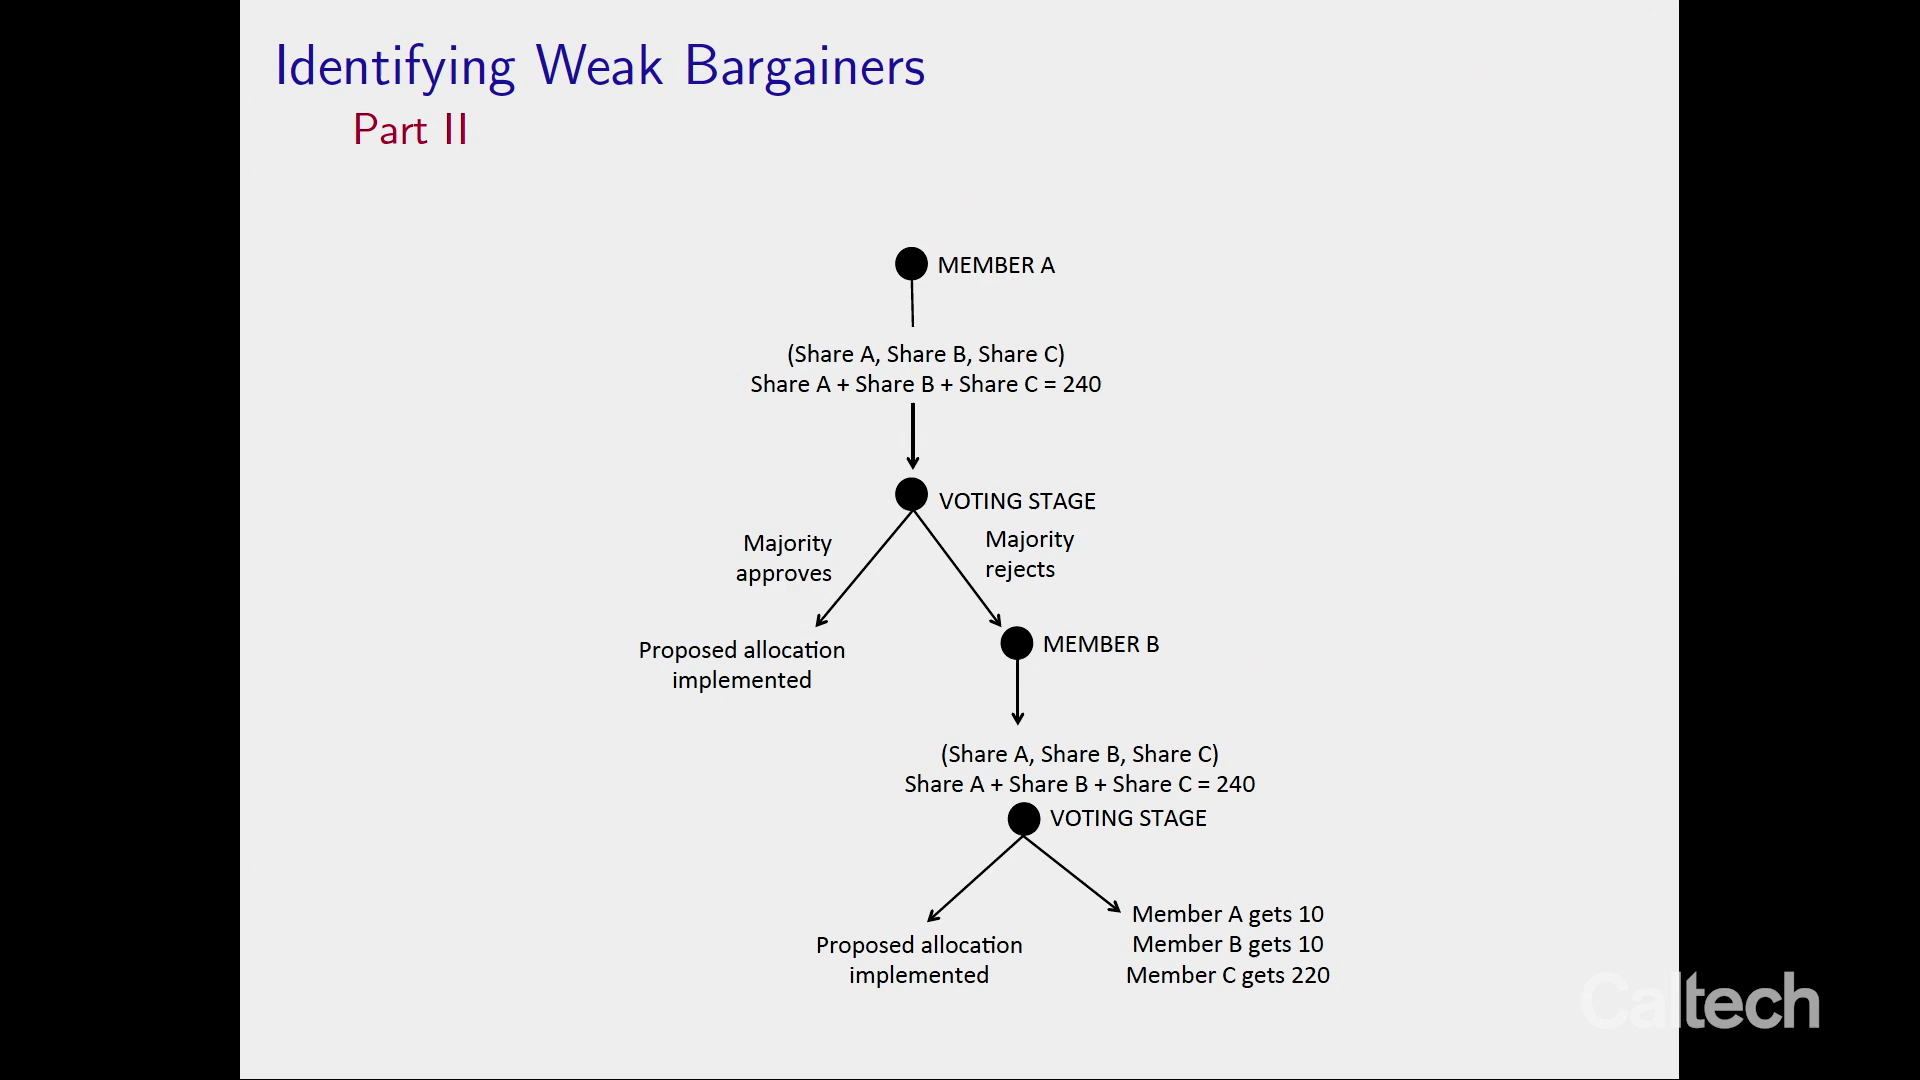 Identifying Weak Bargainers
Part II
MEMBER A
(Share A, Share B, Share C)
Share A + Share B + Share C = 240
VOTING STAGE
Majority
approves
Majority
rejects
Proposed allocation
implemented
MEMBER B
(Share A, Share B, Share C)
Share A + Share B + Share C = 240
VOTING STAGE
Proposed allocation
implemented
Member A gets 10
Member B gets 10
Member C gets 220
Caltech